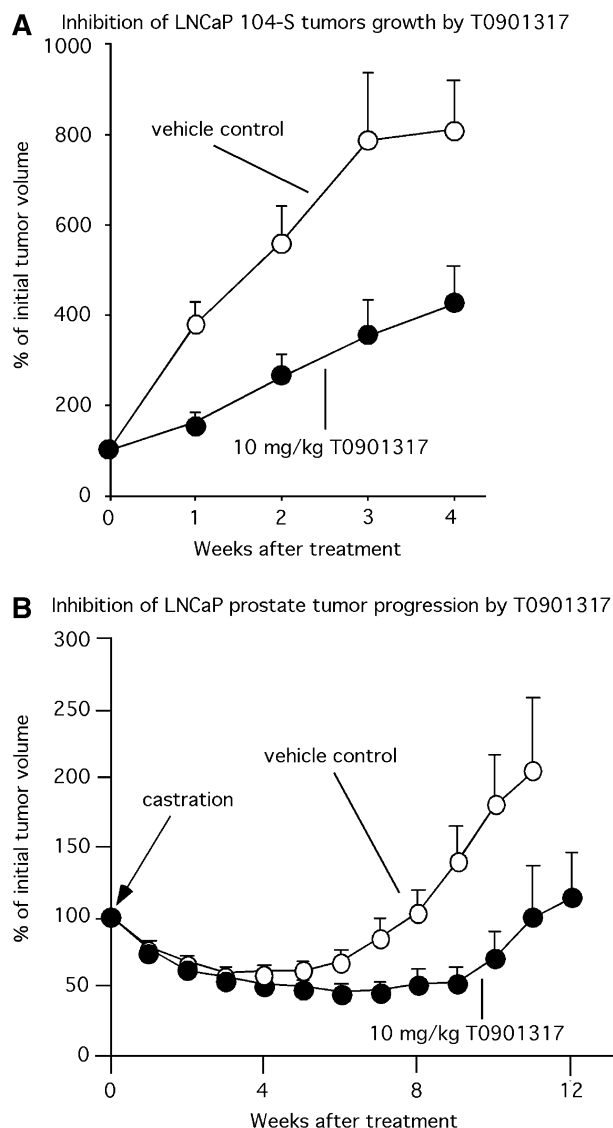 A Inhibition of LNCaP 104-S tumors growth by T0901317
1000
800
600
400
200
0
% of initial tumor volume
vehicle control
10 mg/kg T0901317
0 1 2 3 4
Weeks after treatment
B Inhibition of LNCaP prostate tumor progression by T0901317
300
250
200
150
100
50
0
% of initial tumor volume
vehicle control
castration
10 mg/kg T0901317
0 4 8 12
Weeks after treatment